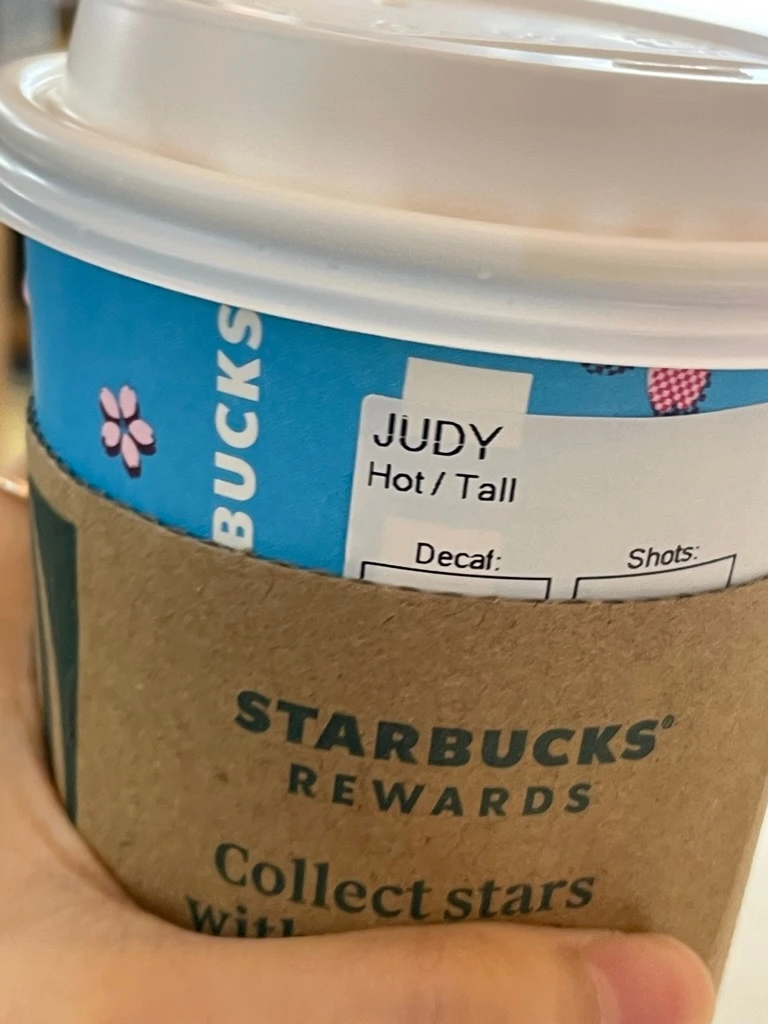 BUCKS
JUDY
Hot / Tall
Decaf: Shots:
STARBUCKS®
REWARDS
Collect stars